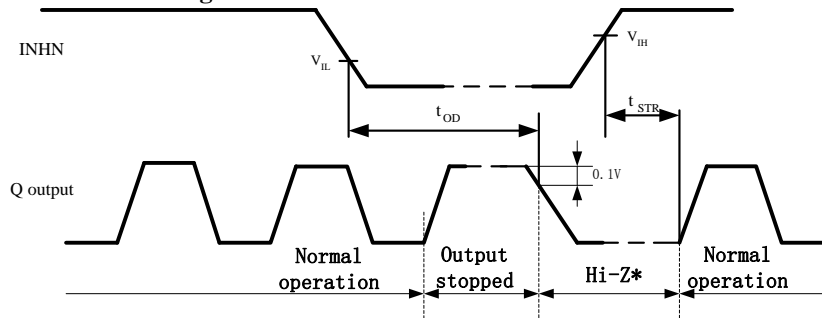 INHN
V_IL
V_IH
t_OD
t_STR
Q output
0.1V
Normal operation
Output stopped
Hi-Z*
Normal operation